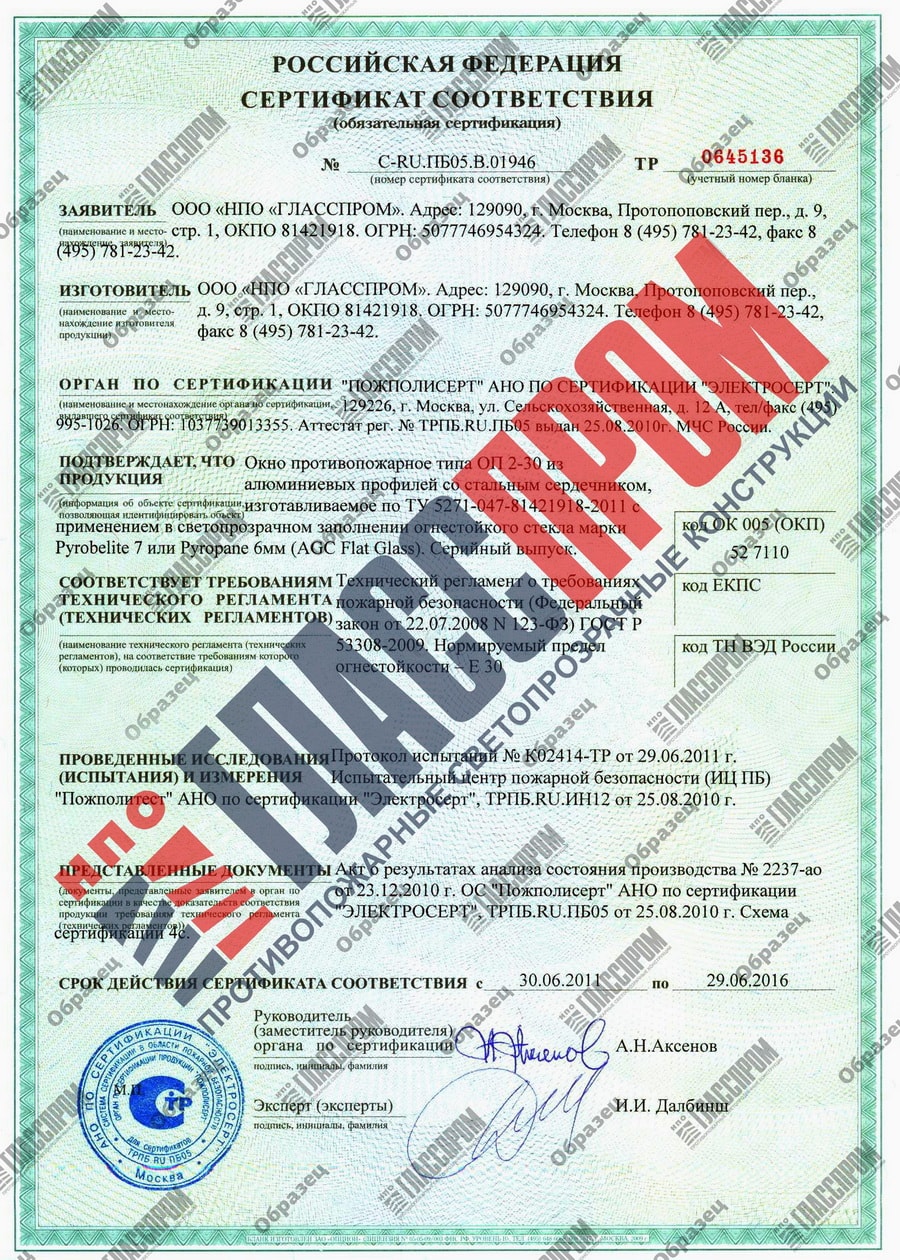 РОССИЙСКАЯ ФЕДЕРАЦИЯ
СЕРТИФИКАТ СООТВЕТСТВИЯ
(обязательная сертификация)
№ C-RU.ПБ05.В.01946 ТР 0645136
(номер сертификата соответствия) (учетный номер бланка)
ЗАЯВИТЕЛЬ ООО «НПО «ГЛАССПРОМ». Адрес: 129090, г. Москва, Протопоповский пер., д. 9,
(наименование и место- стр. 1, ОКПО 81421918. ОГРН: 5077746954324. Телефон 8 (495) 781-23-42, факс 8
нахождение заявителя)
(495) 781-23-42.
ИЗГОТОВИТЕЛЬ ООО «НПО «ГЛАССПРОМ». Адрес: 129090, г. Москва, Протопоповский пер.,
(наименование и место- д. 9, стр. 1, ОКПО 81421918. ОГРН: 5077746954324. Телефон 8 (495) 781-23-42,
нахождение изготовителя факс 8 (495) 781-23-42.
продукции)
ОРГАН ПО СЕРТИФИКАЦИИ "ПОЖПОЛИСЕРТ" АНО ПО СЕРТИФИКАЦИИ "ЭЛЕКТРОСЕРТ",
(наименование и местонахождение органа по сертификации, 129226, г. Москва, ул. Сельскохозяйственная, д. 12 А, тел/факс (495)
выдавшего сертификат соответствия)
995-1026. ОГРН: 1037739013355. Аттестат рег. № ТРПБ.RU.ПБ05 выдан 25.08.2010г. МЧС России.
ПОДТВЕРЖДАЕТ, ЧТО Окно противопожарное типа ОП 2-30 из
ПРОДУКЦИЯ алюминиевых профилей со стальным сердечником,
(информация об объекте сертификации, изготавливаемое по ТУ 5271-047-81421918-2011 с
позволяющая идентифицировать объект)
применением в светопрозрачном заполнении огнестойкого стекла марки
код ОК 005 (ОКП)
Pyrobelite 7 или Pyropane 6мм (AGC Flat Glass). Серийный выпуск.
52 7110
СООТВЕТСТВУЕТ ТРЕБОВАНИЯМ Технический регламент о требованиях
код ЕКПС
ТЕХНИЧЕСКОГО РЕГЛАМЕНТА пожарной безопасности (Федеральный
(ТЕХНИЧЕСКИХ РЕГЛАМЕНТОВ) закон от 22.07.2008 N 123-ФЗ) ГОСТ Р
(наименование технического регламента (технических 53308-2009. Нормируемый предел
код ТН ВЭД России
регламентов), на соответствие требованиям которого огнестойкости – Е 30
(которых) проводилась сертификация)
ПРОВЕДЕННЫЕ ИССЛЕДОВАНИЯ Протокол испытаний № К02414-ТР от 29.06.2011 г.
(ИСПЫТАНИЯ) И ИЗМЕРЕНИЯ Испытательный центр пожарной безопасности (ИЦ ПБ)
"Пожполитест" АНО по сертификации "Электросерт", ТРПБ.RU.ИН12 от 25.08.2010 г.
ПРЕДСТАВЛЕННЫЕ ДОКУМЕНТЫ Акт о результатах анализа состояния производства № 2237-ао
(документы, представленные заявителем в орган по от 23.12.2010 г. ОС "Пожполисерт" АНО по сертификации
сертификации в качестве доказательств соответствия
продукции требованиям технического регламента "ЭЛЕКТРОСЕРТ", ТРПБ.RU.ПБ05 от 25.08.2010 г. Схема
(технических регламентов))
сертификации 4с.
СРОК ДЕЙСТВИЯ СЕРТИФИКАТА СООТВЕТСТВИЯ с 30.06.2011 по 29.06.2016
Руководитель
(заместитель руководителя)
органа по сертификации А.Н.Аксенов
подпись, инициалы, фамилия
М.П.
Эксперт (эксперты) И.И. Далбинш
подпись, инициалы, фамилия
АНО ПО СЕРТИФИКАЦИИ "ЭЛЕКТРОСЕРТ"
СИСТЕМА СЕРТИФИКАЦИИ В ОБЛАСТИ ПОЖАРНОЙ БЕЗОПАСНОСТИ
ОРГАН ПО СЕРТИФИКАЦИИ ПРОДУКЦИИ "ПОЖПОЛИСЕРТ"
Для сертификатов
ТРПБ RU ПБ05
Москва
НПО ГЛАССПРОМ
ПРОТИВОПОЖАРНЫЕ СВЕТОПРОЗРАЧНЫЕ КОНСТРУКЦИИ
Образец
НПО ГЛАССПРОМ